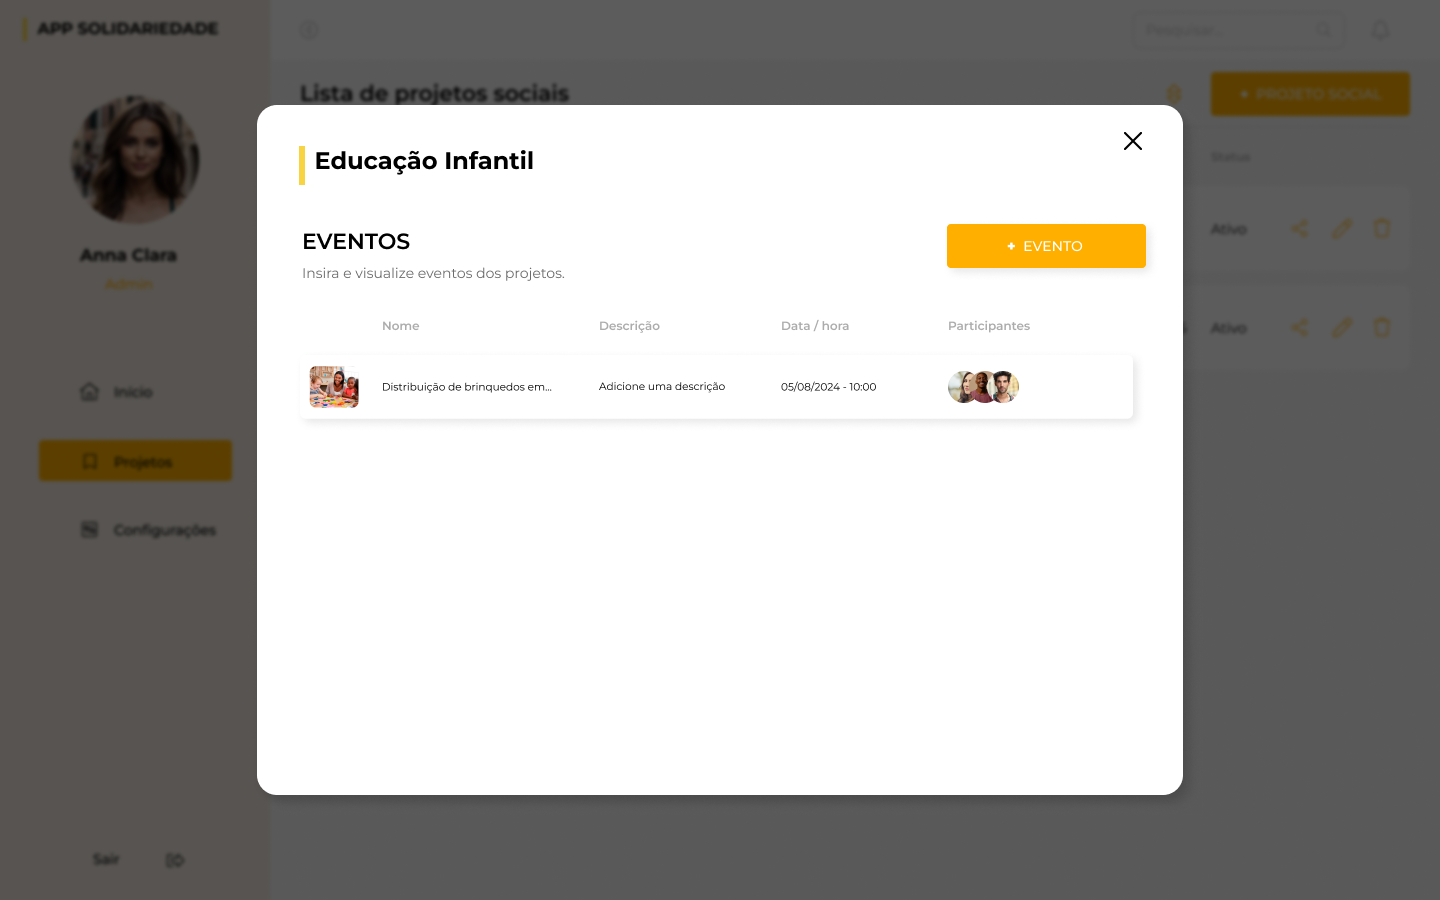 APP SOLIDARIEDADE
Pesquisar...
Lista de projetos sociais
+ PROJETO SOCIAL
Educação Infantil
Status
Anna Clara
Admin
EVENTOS
+ EVENTO
Insira e visualize eventos dos projetos.
Ativo
Nome Descrição Data / hora Participantes
Ativo
Distribuição de brinquedos em... Adicione uma descrição 05/08/2024 - 10:00
Início
Projetos
Configurações
Sair